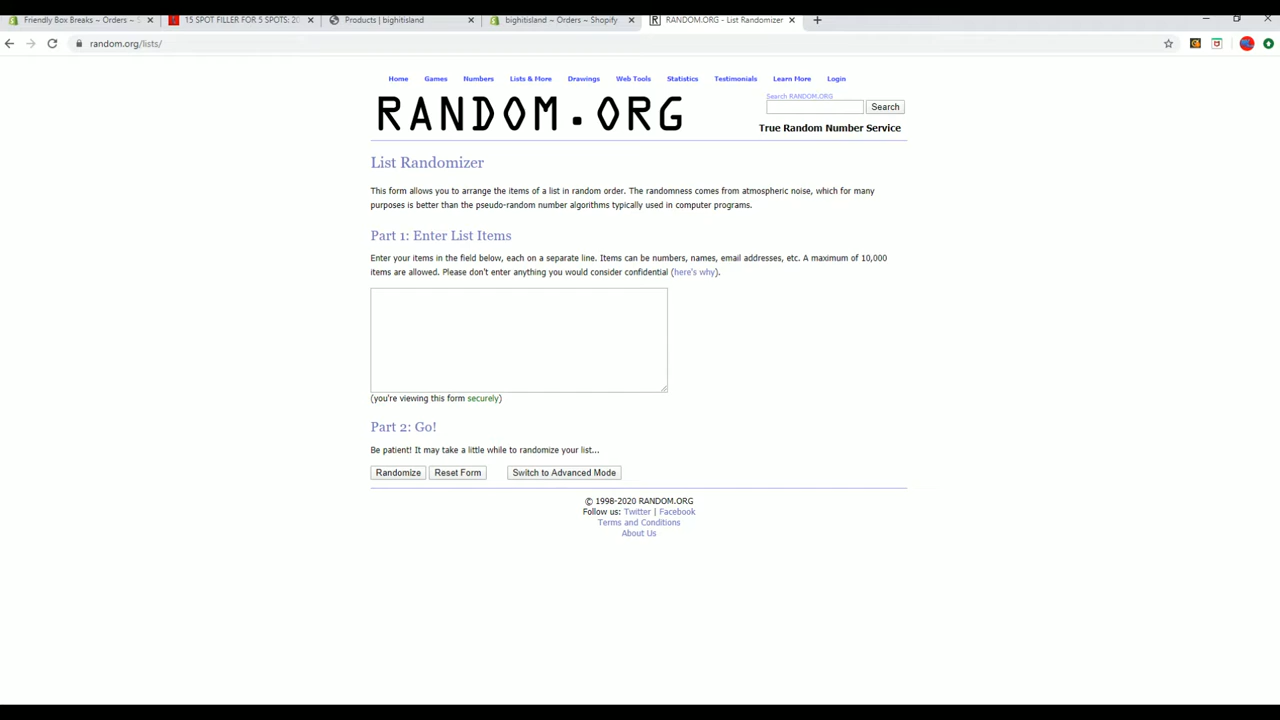 Friendly Box Breaks ~ Orders ~ S
15 SPOT FILLER FOR 5 SPOTS: 20
Products | bighitisland
bighitisland ~ Orders ~ Shopify
RANDOM.ORG - List Randomizer
random.org/lists/
Home Games Numbers Lists & More Drawings Web Tools Statistics Testimonials Learn More Login
RANDOM.ORG
Search RANDOM.ORG
Search
True Random Number Service
List Randomizer
This form allows you to arrange the items of a list in random order. The randomness comes from atmospheric noise, which for many
purposes is better than the pseudo-random number algorithms typically used in computer programs.
Part 1: Enter List Items
Enter your items in the field below, each on a separate line. Items can be numbers, names, email addresses, etc. A maximum of 10,000
items are allowed. Please don't enter anything you would consider confidential (here's why).
(you're viewing this form securely)
Part 2: Go!
Be patient! It may take a little while to randomize your list...
Randomize Reset Form Switch to Advanced Mode
© 1998-2020 RANDOM.ORG
Follow us: Twitter | Facebook
Terms and Conditions
About Us